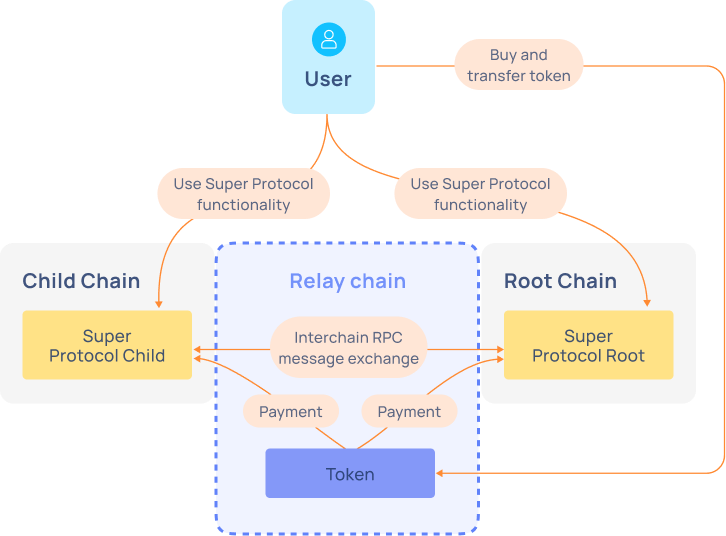 User
Buy and
transfer token
Use Super Protocol
functionality
Use Super Protocol
functionality
Child Chain
Relay chain
Root Chain
Super
Protocol Child
Interchain RPC
message exchange
Super
Protocol Root
Payment
Payment
Token